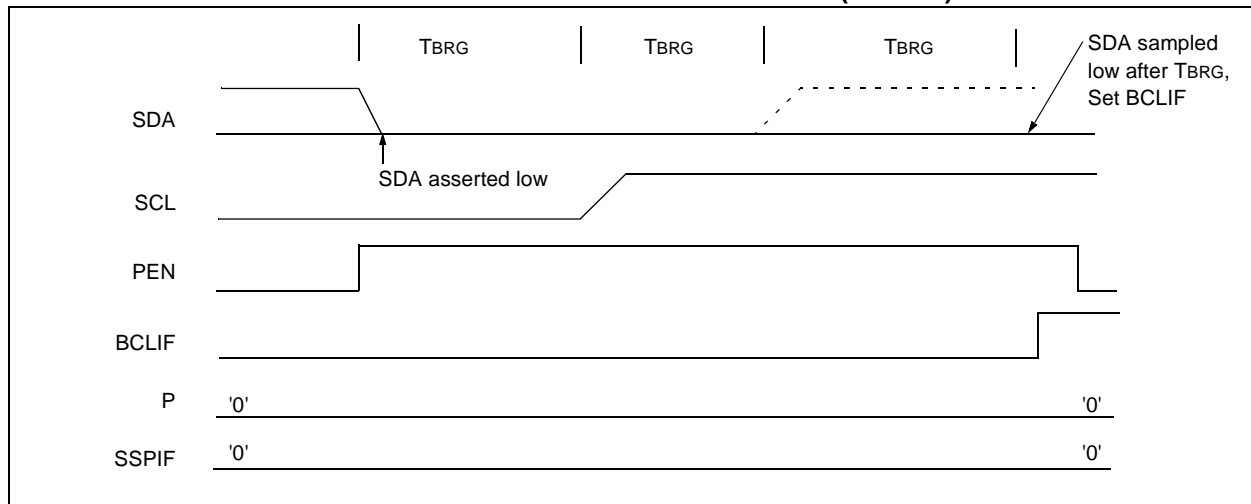 TBRG TBRG TBRG
SDA sampled
low after TBRG,
Set BCLIF
SDA
SDA asserted low
SCL
PEN
BCLIF
P '0' '0'
SSPIF '0' '0'